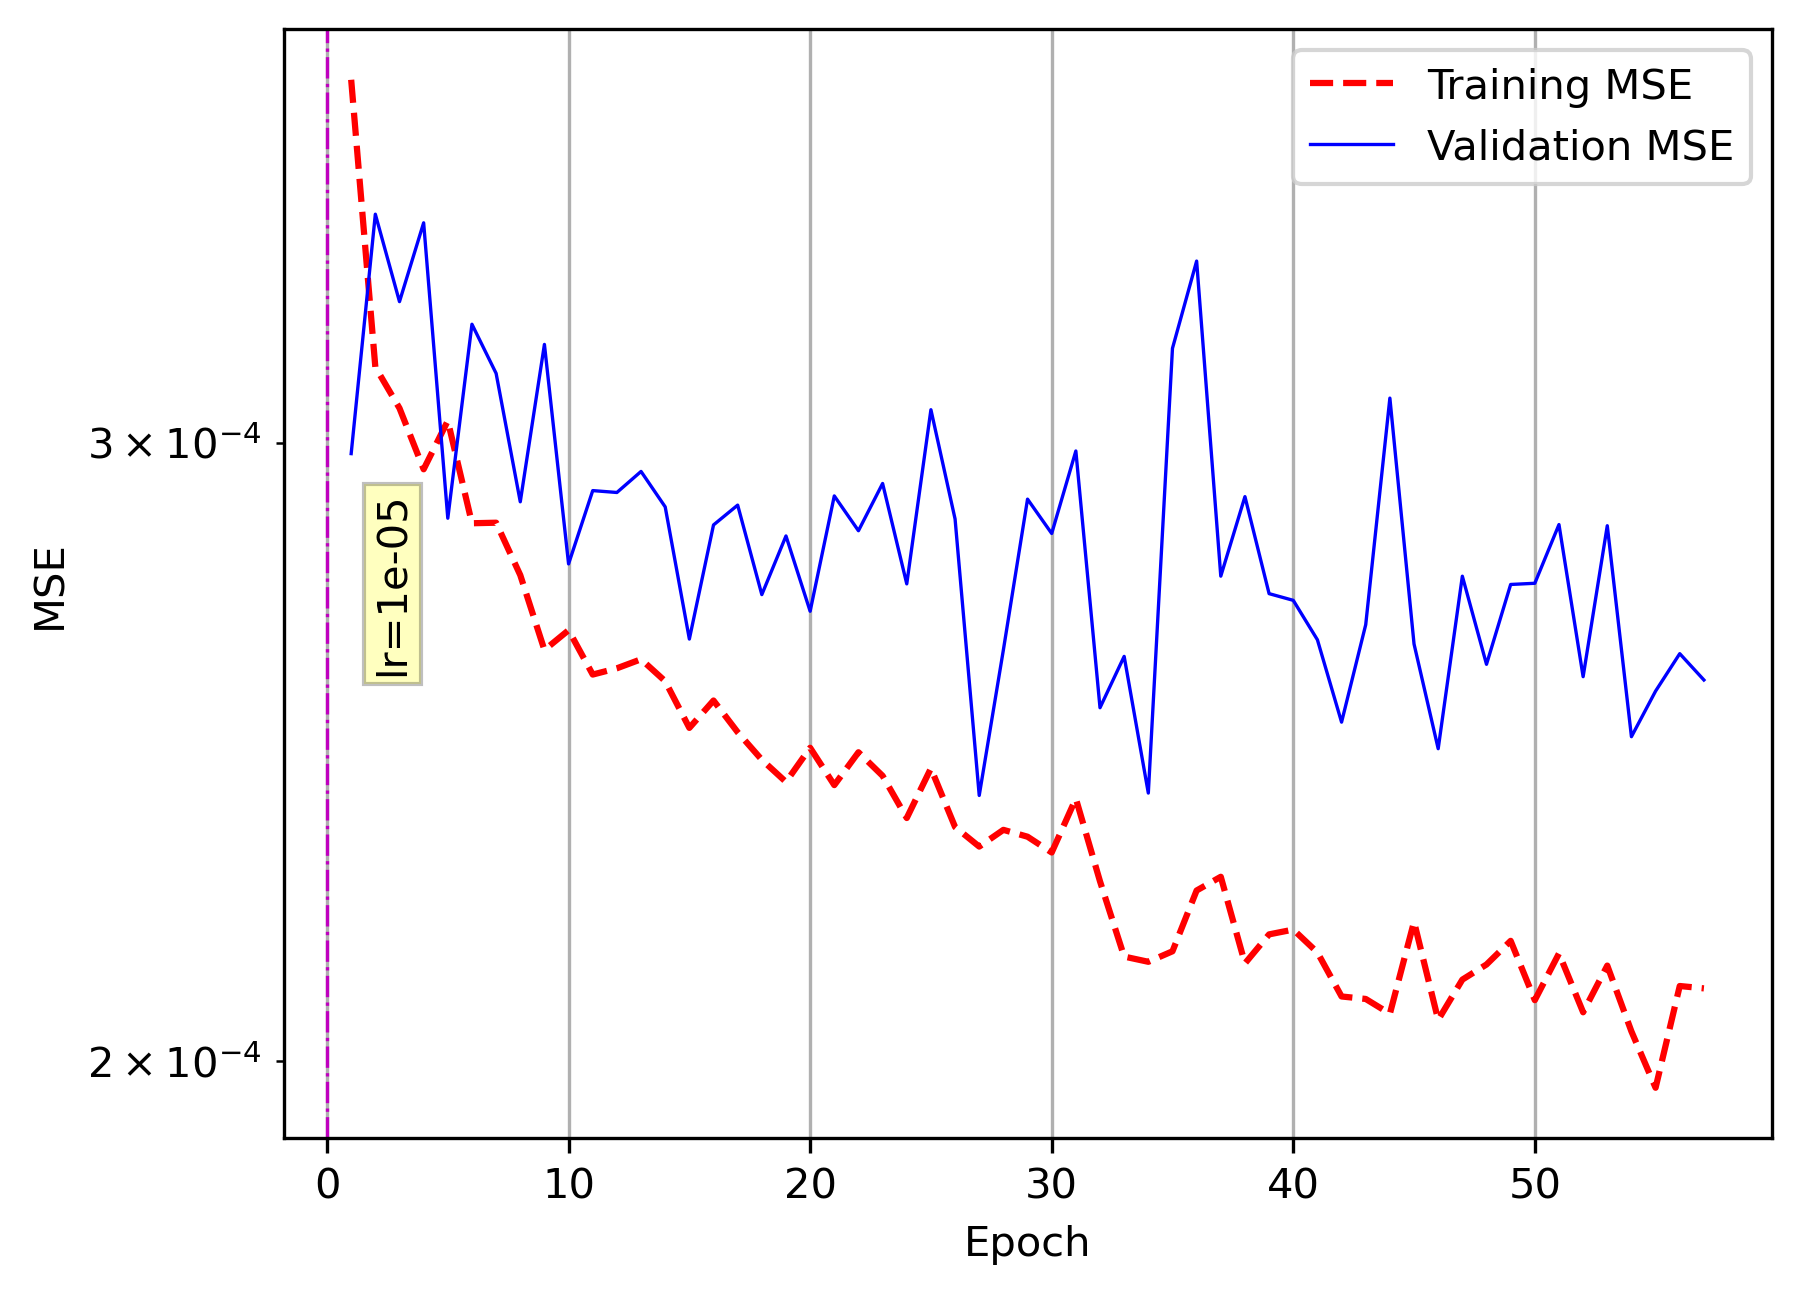 Training MSE
Validation MSE
3 × 10⁻⁴
2 × 10⁻⁴
MSE
lr=1e-05
0 10 20 30 40 50
Epoch